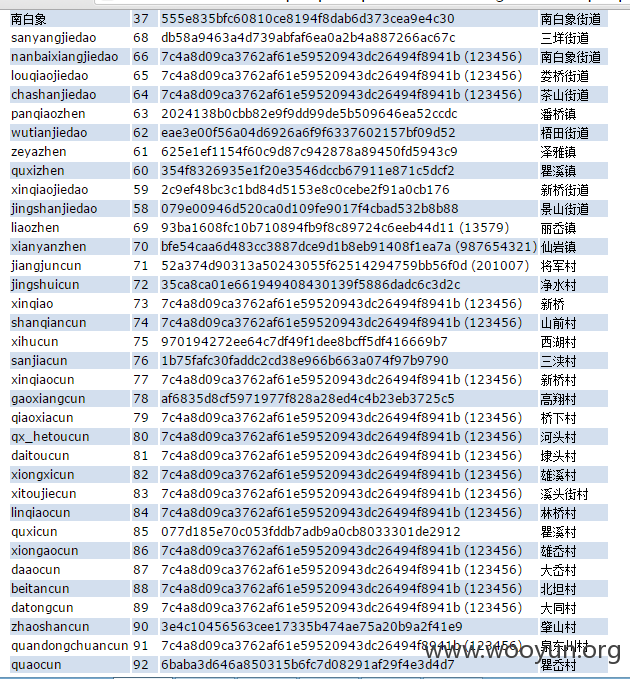 南白象 37 555e835bfc60810ce8194f8dab6d373cea9e4c30 南白象街道
sanyangjiedao 68 db58a9463a4d739abfaf6ea0a2b4a887266ac67c 三垟街道
nanbaixiangjiedao 66 7c4a8d09ca3762af61e59520943dc26494f8941b (123456) 南白象街道
louqiaojiedao 65 7c4a8d09ca3762af61e59520943dc26494f8941b (123456) 娄桥街道
chashanjiedao 64 7c4a8d09ca3762af61e59520943dc26494f8941b (123456) 茶山街道
panqiaozhen 63 2024138b0cbb82e9f9dd99de5b509646ea52ccdc 潘桥镇
wutianjiedao 62 eae3e00f56a04d6926a6f9f6337602157bf09d52 梧田街道
zeyazhen 61 625e1ef1154f60c9d87c942878a89450fd5943c9 泽雅镇
quxizhen 60 354f8326935e1f20e3546dccb67911e871c5dcf2 瞿溪镇
xinqiaojiedao 59 2c9ef48bc3c1bd84d5153e8c0cebe2f91a0cb176 新桥街道
jingshanjiedao 58 079e00946d520ca0d109fe9017f4cbad532b8b88 景山街道
liaozhen 69 93ba1608fc10b710894fb9f8c89724c6eeb44d11 (13579) 丽岙镇
xianyanzhen 70 bfe54caa6d483cc3887dce9d1b8eb91408f1ea7a (987654321) 仙岩镇
jiangjuncun 71 52a374d90313a50243055f62514294759bb56f0d (201007) 将军村
jingshuicun 72 35ca8ca01e661949408430139f5886dadc6c3d2c 净水村
xinqiao 73 7c4a8d09ca3762af61e59520943dc26494f8941b (123456) 新桥
shanqiancun 74 7c4a8d09ca3762af61e59520943dc26494f8941b (123456) 山前村
xihucun 75 970194272ee64c7df49f1dee8bcff5df416669b7 西湖村
sanjiacun 76 1b75fafc30faddc2cd38e966b663a074f97b9790 三浃村
xinqiaocun 77 7c4a8d09ca3762af61e59520943dc26494f8941b (123456) 新桥村
gaoxiangcun 78 af6835d8cf5971977f828a28ed4c4b23eb3725c5 高翔村
qiaoxiacun 79 7c4a8d09ca3762af61e59520943dc26494f8941b (123456) 桥下村
qx_hetoucun 80 7c4a8d09ca3762af61e59520943dc26494f8941b (123456) 河头村
daitoucun 81 7c4a8d09ca3762af61e59520943dc26494f8941b (123456) 埭头村
xiongxicun 82 7c4a8d09ca3762af61e59520943dc26494f8941b (123456) 雄溪村
xitoujiecun 83 7c4a8d09ca3762af61e59520943dc26494f8941b (123456) 溪头街村
linqiaocun 84 7c4a8d09ca3762af61e59520943dc26494f8941b (123456) 林桥村
quxicun 85 077d185e70c053fddb7adb9a0cb8033301de2912 瞿溪村
xiongaocun 86 7c4a8d09ca3762af61e59520943dc26494f8941b (123456) 雄岙村
daaocun 87 7c4a8d09ca3762af61e59520943dc26494f8941b (123456) 大岙村
beitancun 88 7c4a8d09ca3762af61e59520943dc26494f8941b (123456) 北坦村
datongcun 89 7c4a8d09ca3762af61e59520943dc26494f8941b (123456) 大同村
zhaoshancun 90 3e4c10456563cee17335b474ae75a20b9a2f41e9 肇山村
quandongchuancun 91 7c4a8d09ca3762af61e59520943dc26494f8941b (123456) 泉东川村
quaocun 92 6baba3d646a850315b6fc7d08291af29f4e3d4d7 瞿岙村
www.wooyun.org